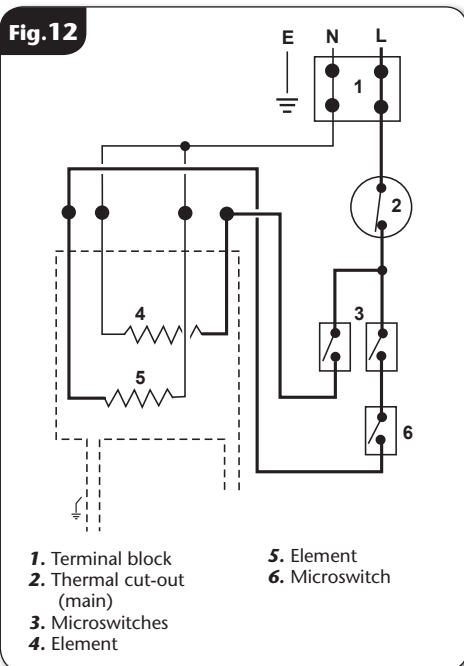 Fig.12
E N L
1
2
3
4
5
6
1. Terminal block
2. Thermal cut-out
(main)
3. Microswitches
4. Element
5. Element
6. Microswitch